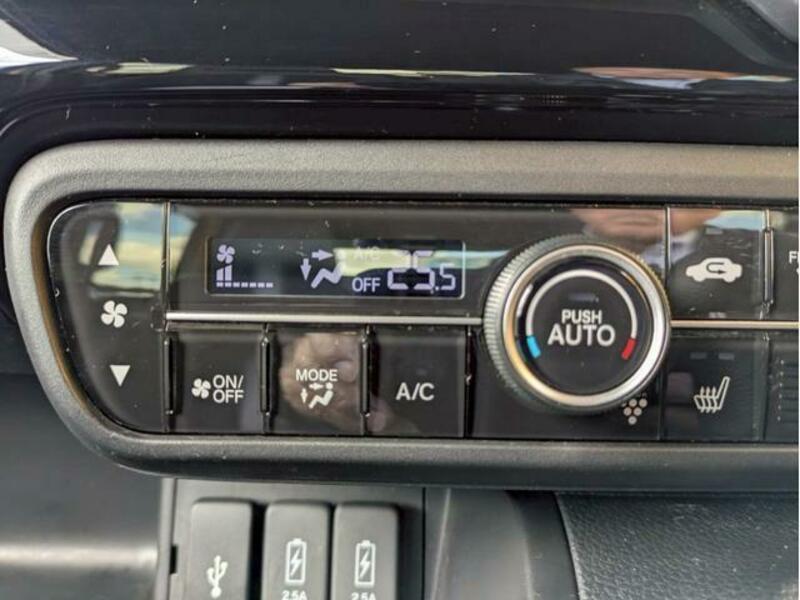 A/C
OFF 25.5
PUSH
AUTO
ON/
OFF
MODE
A/C
2.5A
2.5A